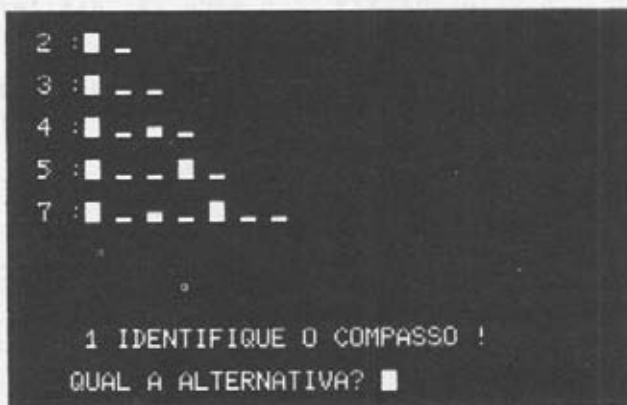 2 :█ ▂
3 :█ ▂ ▂
4 :█ ▂ ▄ ▂
5 :█ ▂ ▂ █ ▂
7 :█ ▂ ▄ ▂ █ ▂ ▂
1 IDENTIFIQUE O COMPASSO !
QUAL A ALTERNATIVA? █